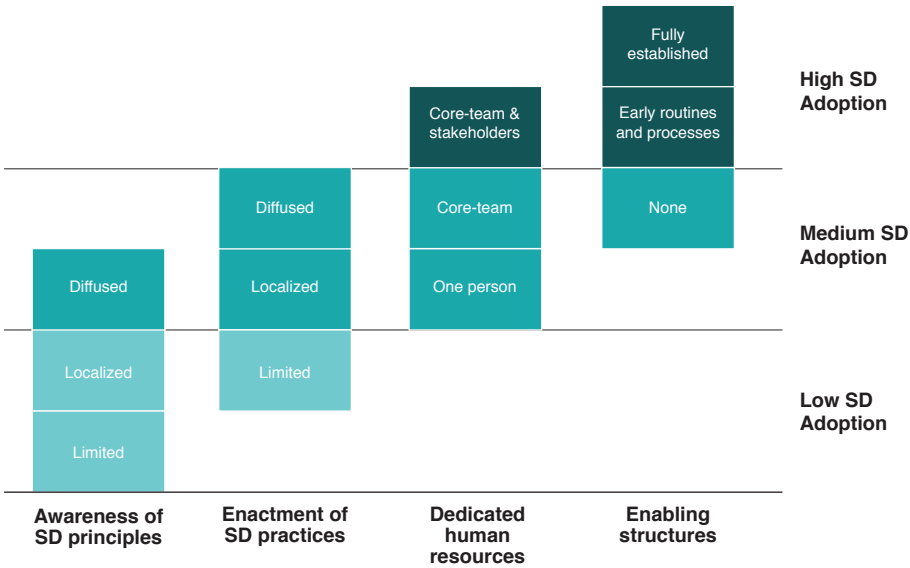 Fully
established
Early routines
and processes
High SD
Adoption
Core-team &
stakeholders
Diffused
Core-team
None
Medium SD
Adoption
Diffused
Localized
One person
Localized
Limited
Low SD
Adoption
Limited
Awareness of
SD principles
Enactment of
SD practices
Dedicated
human
resources
Enabling
structures